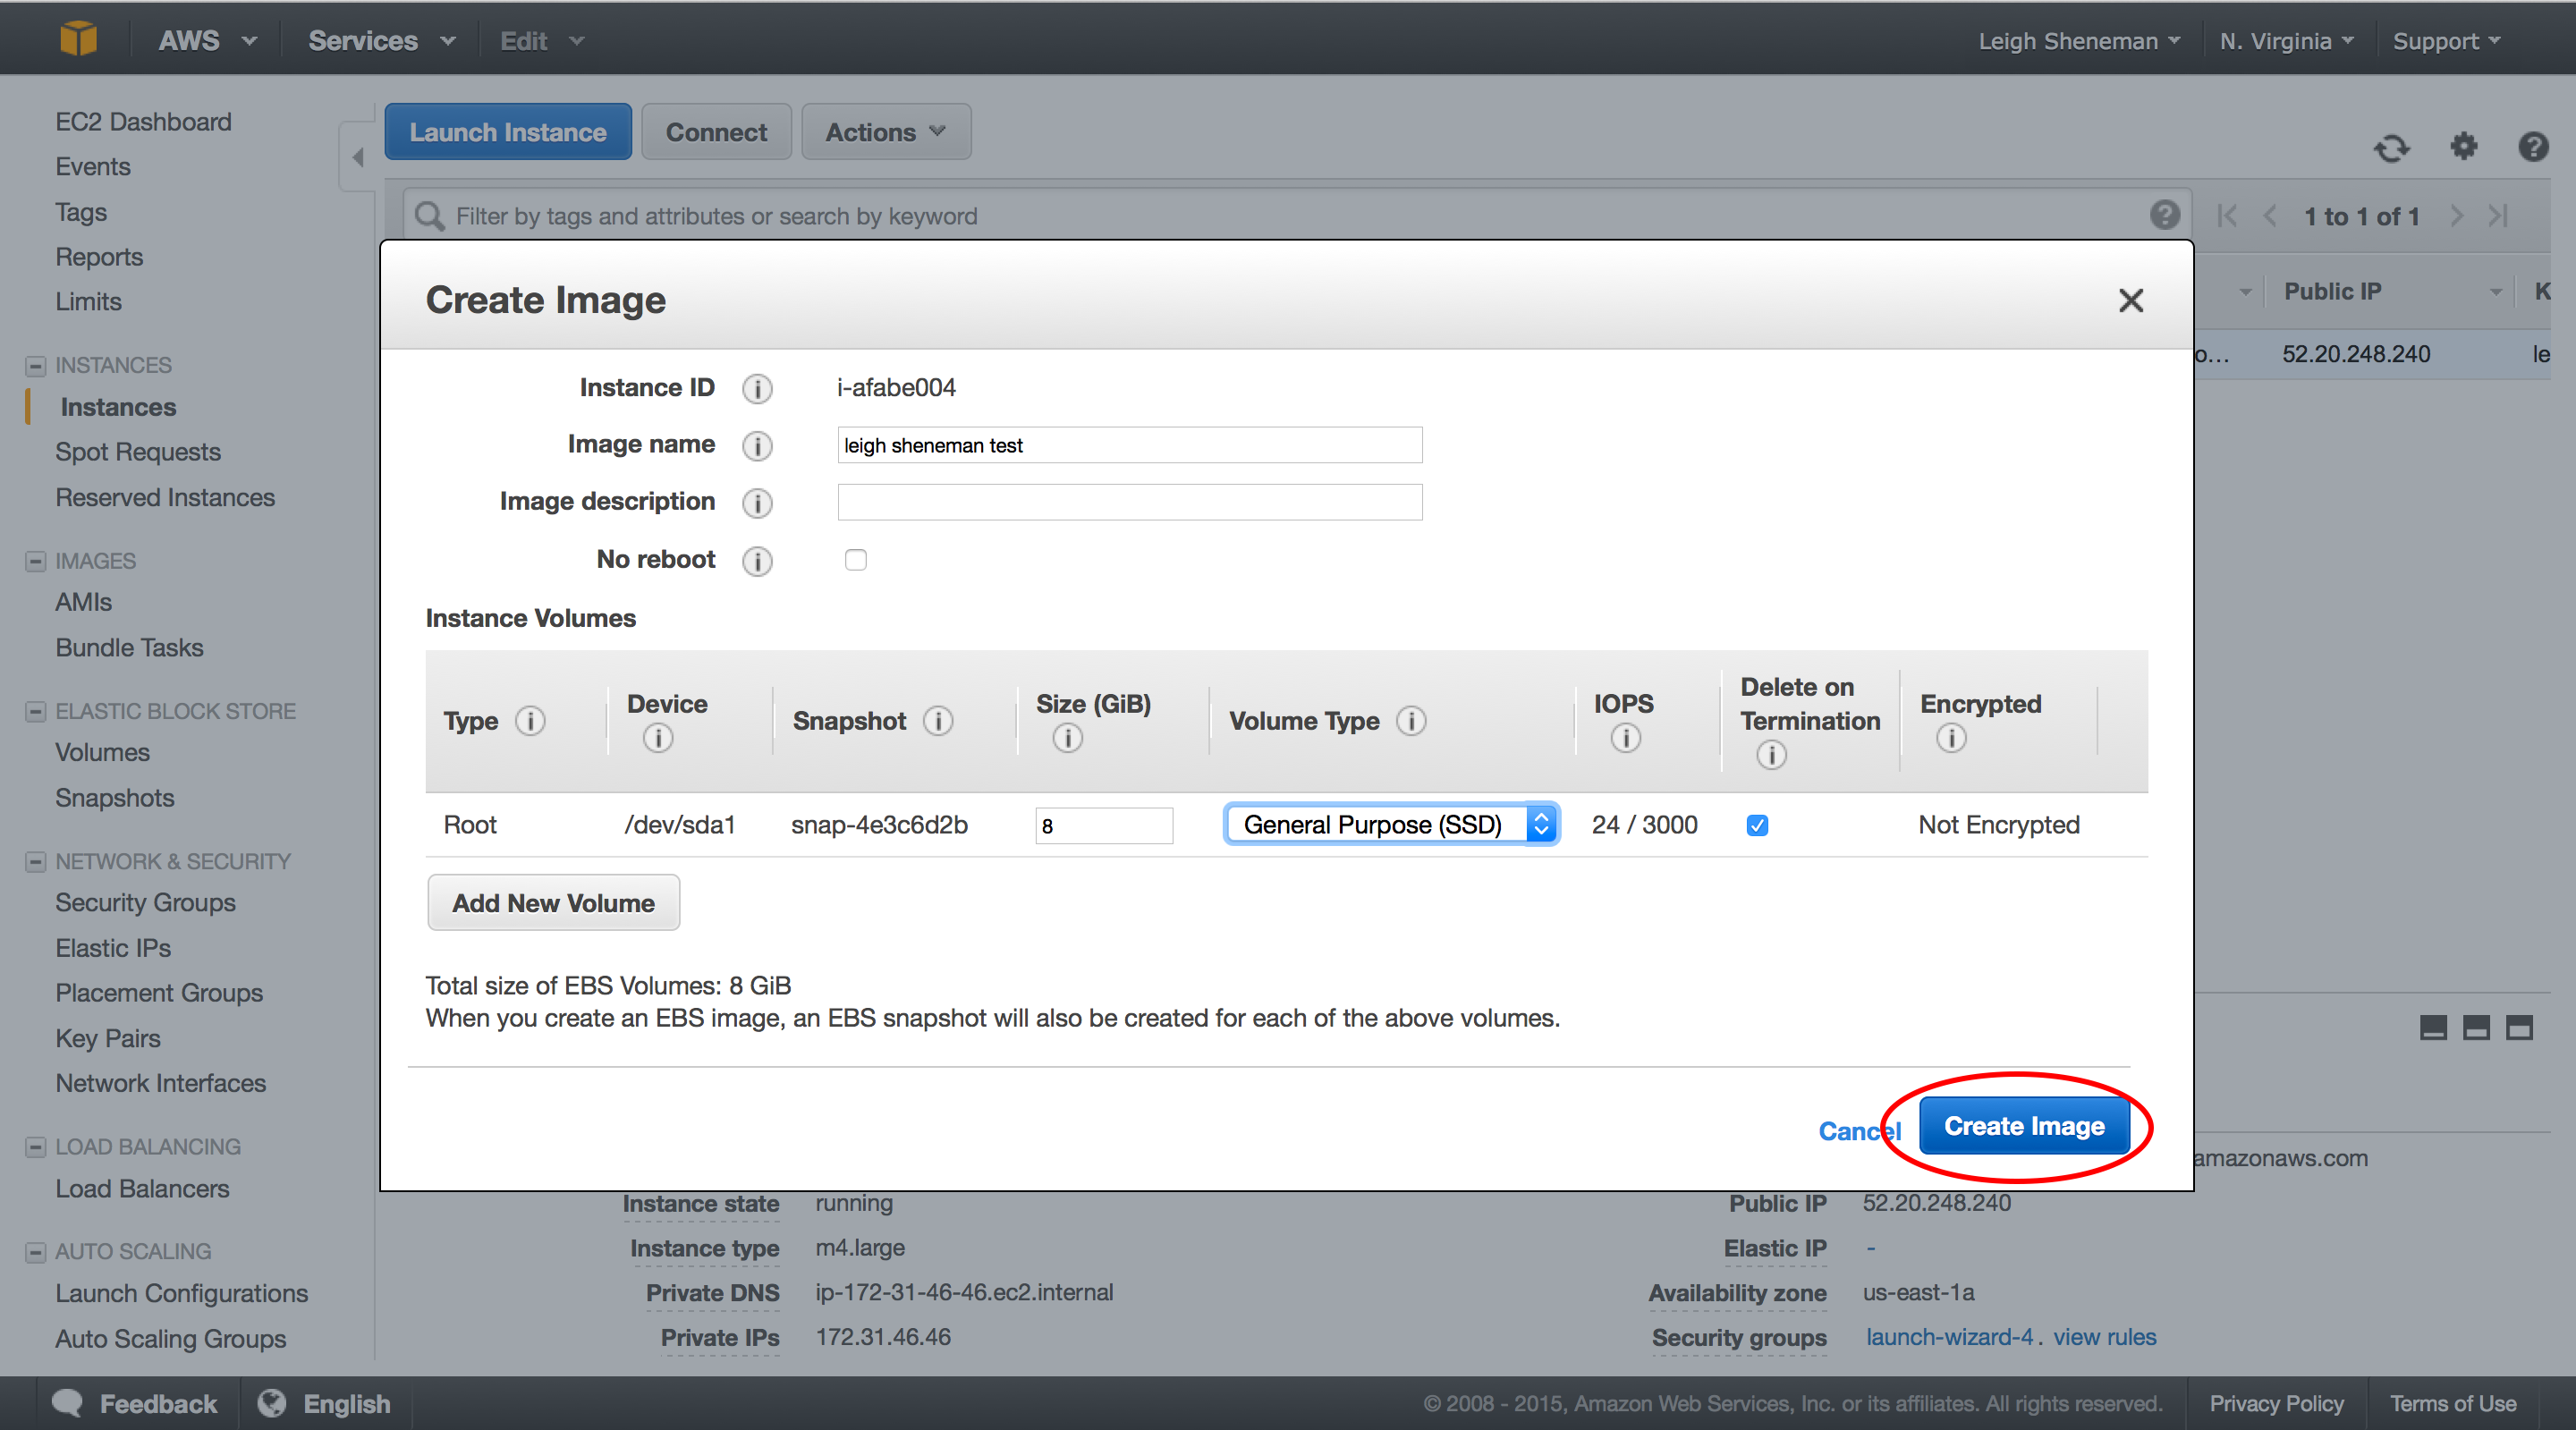 AWS Services Edit Leigh Sheneman N. Virginia Support
EC2 Dashboard
Events
Tags
Reports
Limits
INSTANCES
Instances
Spot Requests
Reserved Instances
IMAGES
AMIs
Bundle Tasks
ELASTIC BLOCK STORE
Volumes
Snapshots
NETWORK & SECURITY
Security Groups
Elastic IPs
Placement Groups
Key Pairs
Network Interfaces
LOAD BALANCING
Load Balancers
AUTO SCALING
Launch Configurations
Auto Scaling Groups
Launch Instance Connect Actions
Filter by tags and attributes or search by keyword 1 to 1 of 1
Public IP K
o... 52.20.248.240 le
Create Image
Instance ID i-afabe004
Image name leigh sheneman test
Image description
No reboot
Instance Volumes
Type Device Snapshot Size (GiB) Volume Type IOPS Delete on Termination Encrypted
Root /dev/sda1 snap-4e3c6d2b 8 General Purpose (SSD) 24 / 3000 Not Encrypted
Add New Volume
Total size of EBS Volumes: 8 GiB
When you create an EBS image, an EBS snapshot will also be created for each of the above volumes.
Cancel Create Image
amazonaws.com
Instance state running Public IP 52.20.248.240
Instance type m4.large Elastic IP -
Private DNS ip-172-31-46-46.ec2.internal Availability zone us-east-1a
Private IPs 172.31.46.46 Security groups launch-wizard-4. view rules
Feedback English © 2008 - 2015, Amazon Web Services, Inc. or its affiliates. All rights reserved. Privacy Policy Terms of Use